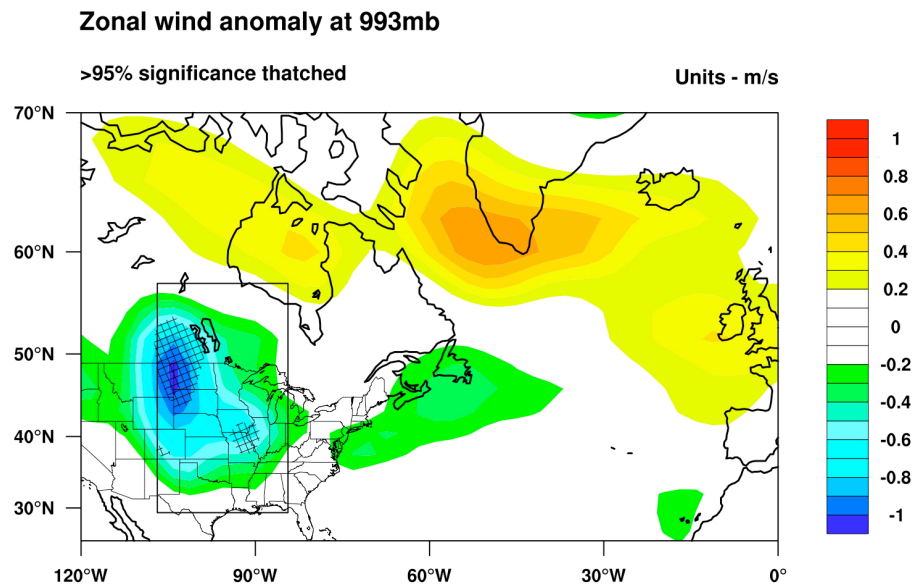 Zonal wind anomaly at 993mb
>95% significance thatched
Units - m/s
70°N
60°N
50°N
40°N
30°N
120°W
90°W
60°W
30°W
0°
1
0.8
0.6
0.4
0.2
0
-0.2
-0.4
-0.6
-0.8
-1